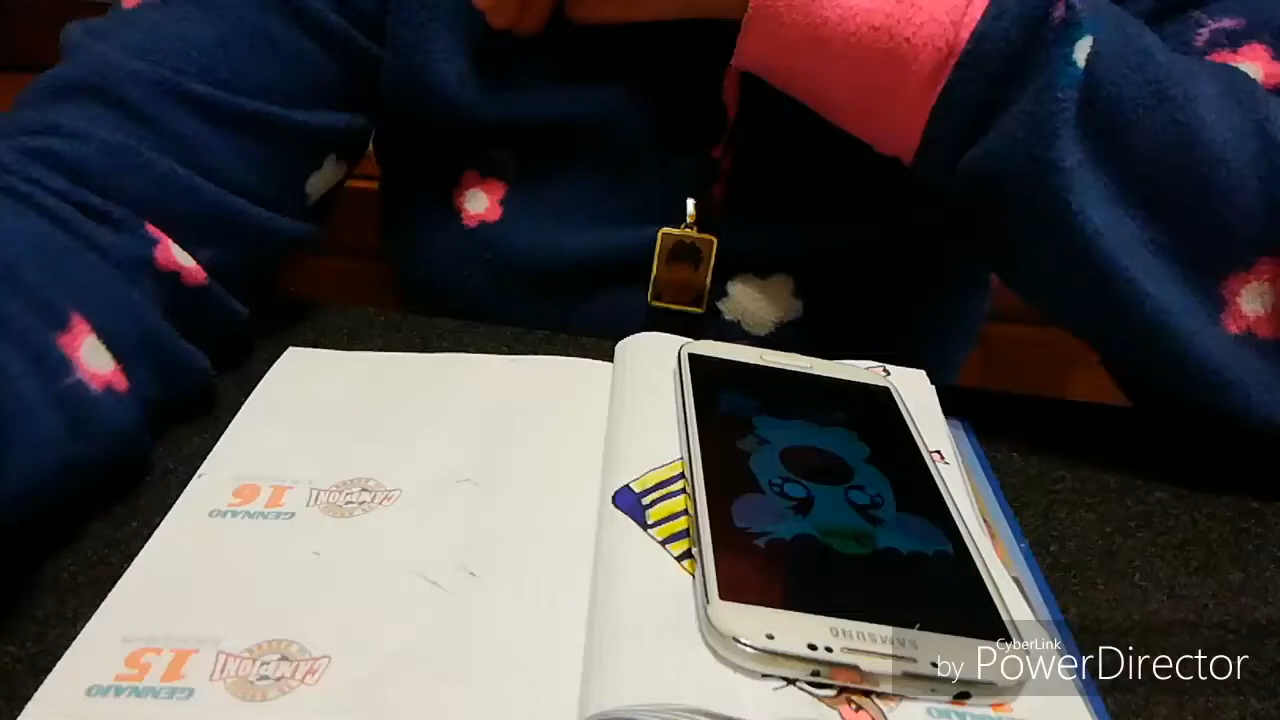 16
GENNAIO
CAMPIONI
15
GENNAIO
CAMPIONI
SAMSUNG
CyberLink
by PowerDirector